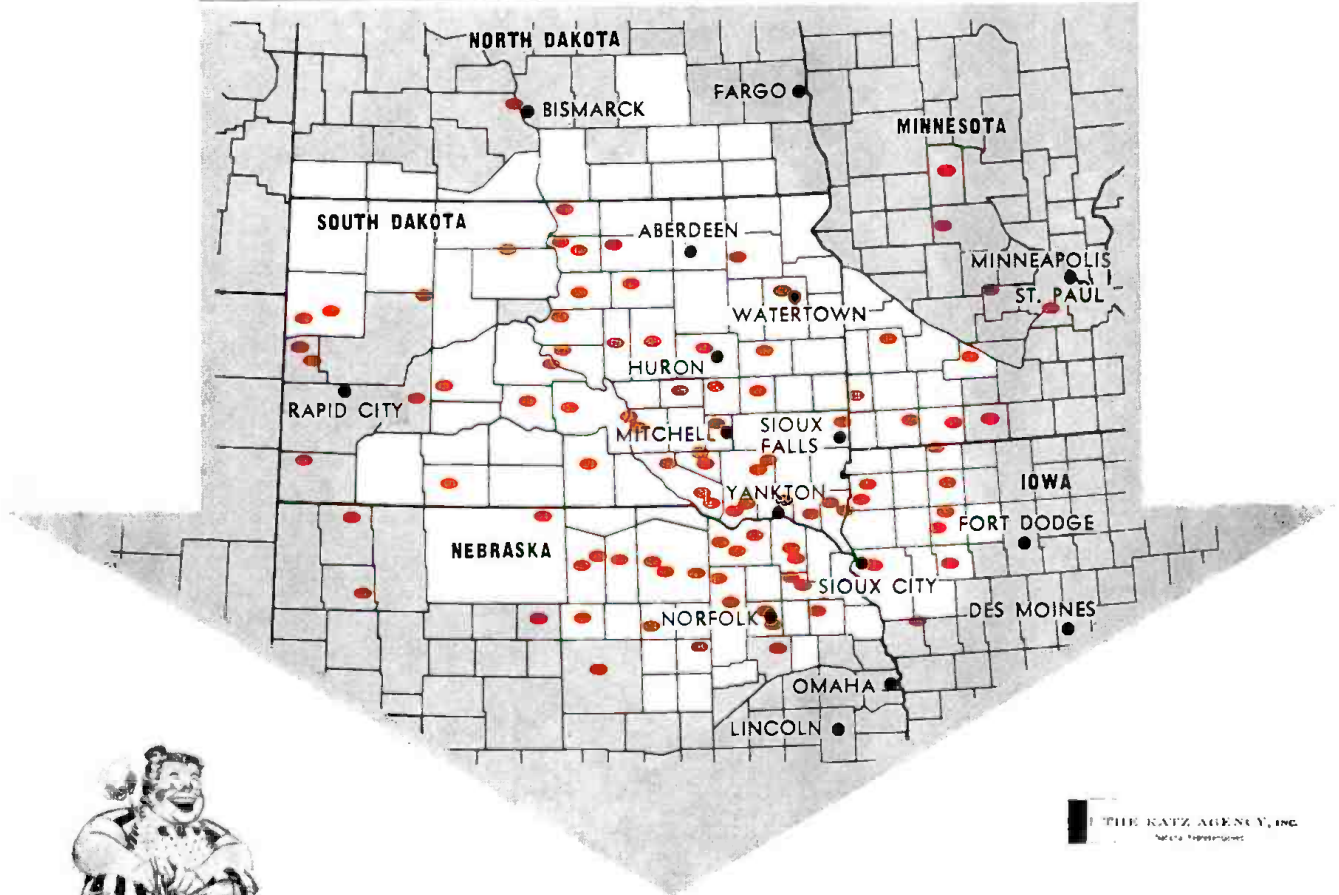 NORTH DAKOTA
FARGO
BISMARCK
MINNESOTA
SOUTH DAKOTA
ABERDEEN
MINNEAPOLIS
ST. PAUL
WATERTOWN
HURON
RAPID CITY
MITCHELL
SIOUX
FALLS
YANKTON
IOWA
FORT DODGE
NEBRASKA
SIOUX CITY
NORFOLK
DES MOINES
OMAHA
LINCOLN
THE KATZ AGENCY, INC.